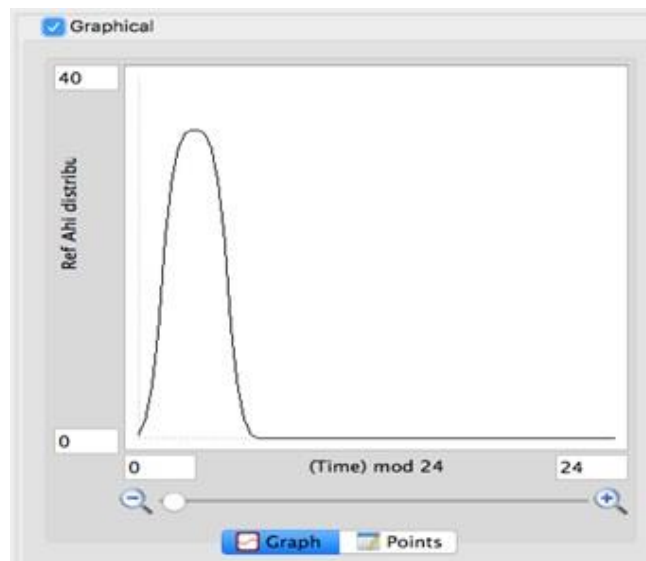 Graphical
40
Ref Ahi distribu
0
0 (Time) mod 24 24
Graph Points